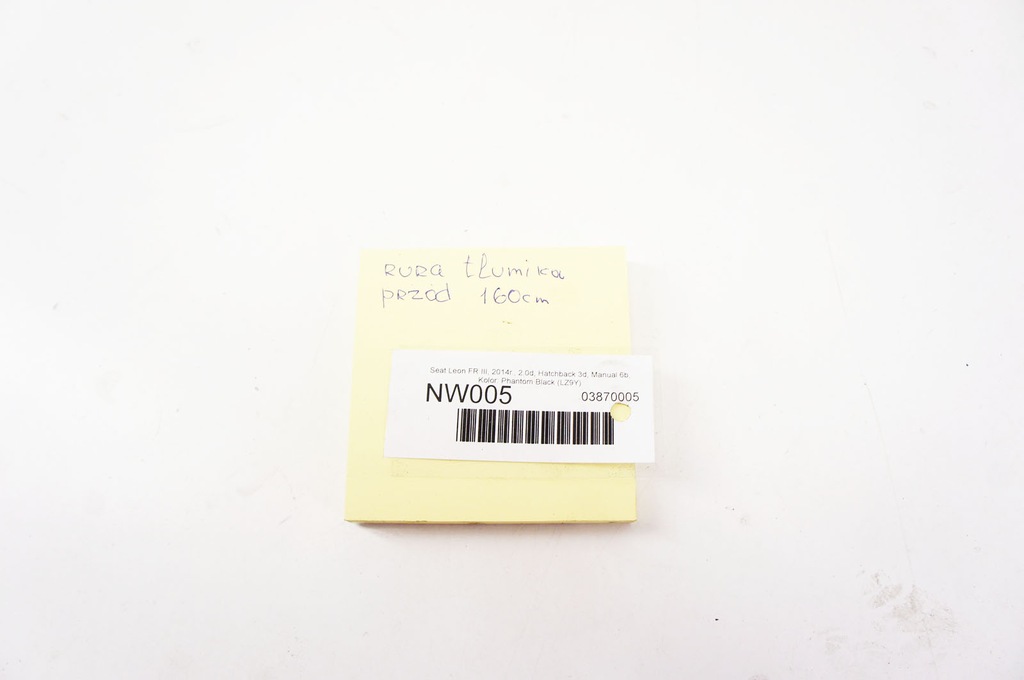 RURA tłumika
przód 160cm
Seat Leon FR III, 2014r., 2.0d, Hatchback 3d, Manual 6b.
Kolor: Phantom Black (LZ9Y)
NW005 03870005